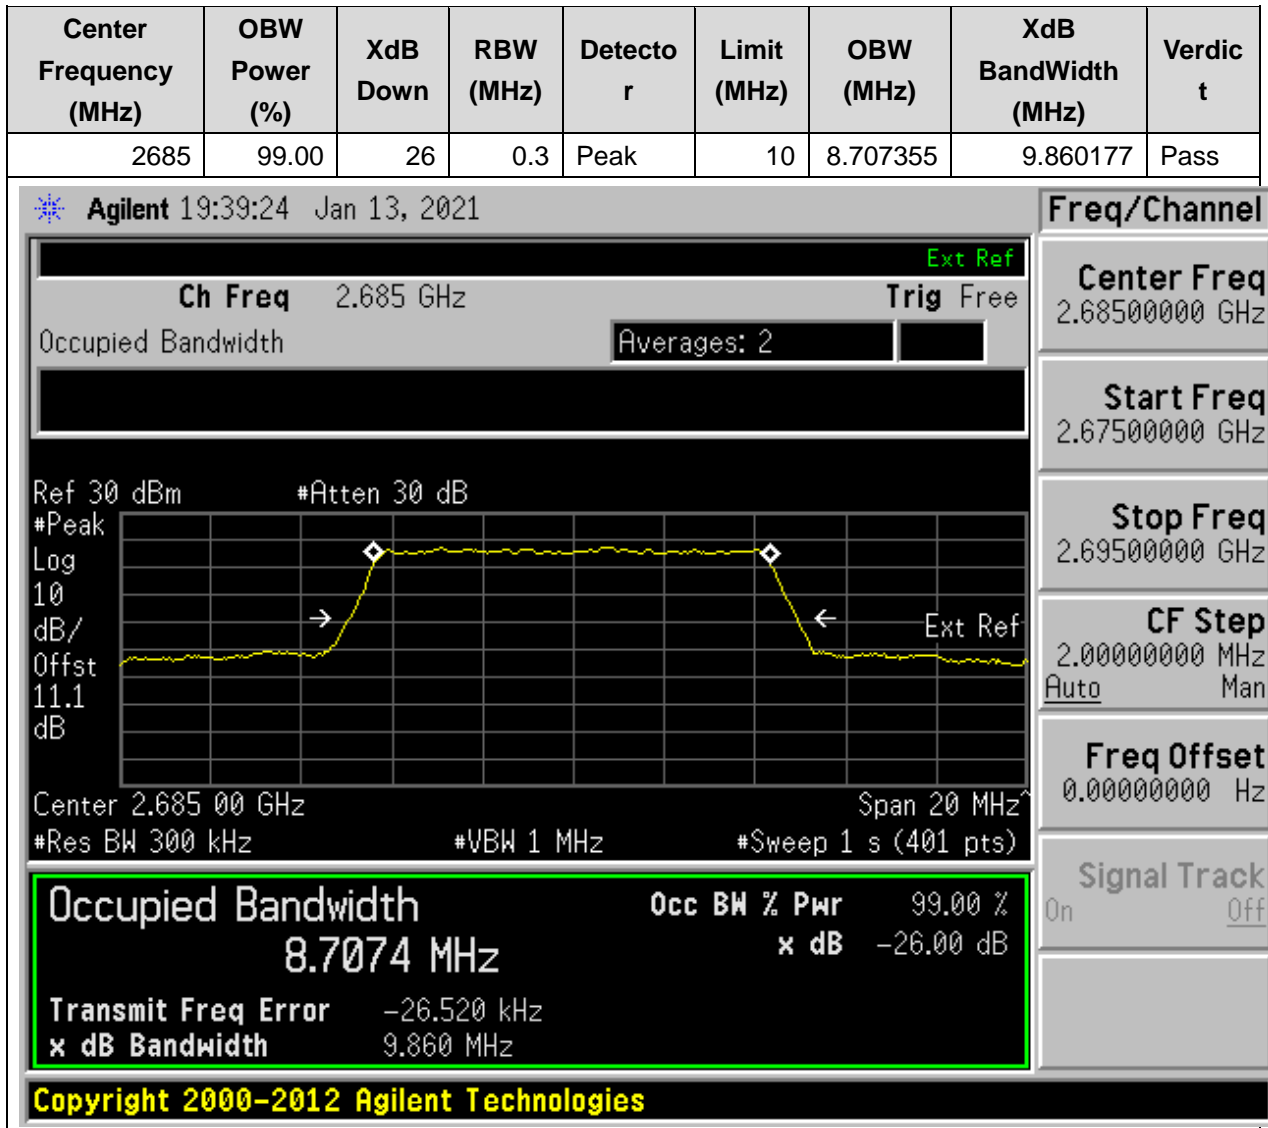 Center Frequency (MHz) OBW Power (%) XdB Down RBW (MHz) Detecto r Limit (MHz) OBW (MHz) XdB BandWidth (MHz) Verdic t
2685 99.00 26 0.3 Peak 10 8.707355 9.860177 Pass
Agilent 19:39:24 Jan 13, 2021
Freq/Channel
Ext Ref
Ch Freq 2.685 GHz Trig Free
Occupied Bandwidth Averages: 2
Ref 30 dBm #Atten 30 dB
#Peak
Log
10
dB/
Offst
11.1
dB
Ext Ref
Center 2.685 00 GHz Span 20 MHz^
#Res BW 300 kHz #VBW 1 MHz #Sweep 1 s (401 pts)
Occupied Bandwidth Occ BW % Pwr 99.00 %
8.7074 MHz x dB -26.00 dB
Transmit Freq Error -26.520 kHz
x dB Bandwidth 9.860 MHz
Center Freq
2.68500000 GHz
Start Freq
2.67500000 GHz
Stop Freq
2.69500000 GHz
CF Step
2.00000000 MHz
Auto Man
Freq Offset
0.00000000 Hz
Signal Track
On Off
Copyright 2000-2012 Agilent Technologies